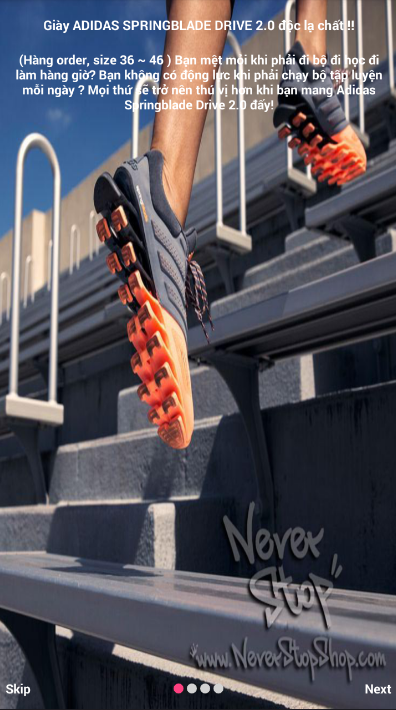 Giày ADIDAS SPRINGBLADE DRIVE 2.0 độc lạ chất !!
(Hàng order, size 36 ~ 46 ) Bạn mệt mỏi khi phải đi bộ đi học đi
làm hàng giờ? Bạn không có động lực khi phải chạy bộ tập luyện
mỗi ngày ? Mọi thứ sẽ trở nên thú vị hơn khi bạn mang Adidas
Springblade Drive 2.0 đấy!
Never
Stop
www.NeverStopShop.com
Skip
Next